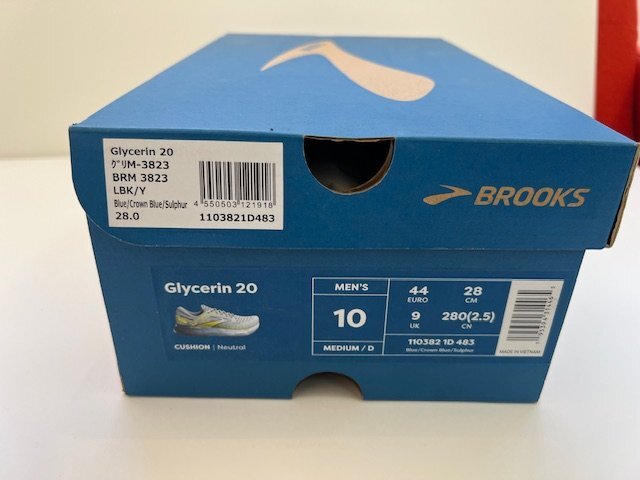 Glycerin 20
グリM-3823
BRM 3823
LBK/Y
Blue/Crown Blue/Sulphur
28.0
4 550503 121918
1103821D483
BROOKS
Glycerin 20
CUSHION | Neutral
MEN'S
10
MEDIUM / D
44
EURO
28
CM
9
UK
280(2.5)
CN
110382 1D 483
Blue/Crown Blue/Sulphur
MADE IN VIETNAM